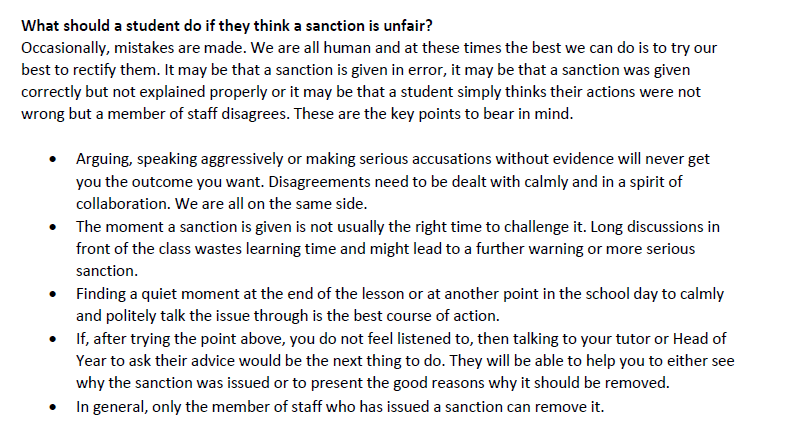 What should a student do if they think a sanction is unfair?
Occasionally, mistakes are made. We are all human and at these times the best we can do is to try our
best to rectify them. It may be that a sanction is given in error, it may be that a sanction was given
correctly but not explained properly or it may be that a student simply thinks their actions were not
wrong but a member of staff disagrees. These are the key points to bear in mind.
• Arguing, speaking aggressively or making serious accusations without evidence will never get
you the outcome you want. Disagreements need to be dealt with calmly and in a spirit of
collaboration. We are all on the same side.
• The moment a sanction is given is not usually the right time to challenge it. Long discussions in
front of the class wastes learning time and might lead to a further warning or more serious
sanction.
• Finding a quiet moment at the end of the lesson or at another point in the school day to calmly
and politely talk the issue through is the best course of action.
• If, after trying the point above, you do not feel listened to, then talking to your tutor or Head of
Year to ask their advice would be the next thing to do. They will be able to help you to either see
why the sanction was issued or to present the good reasons why it should be removed.
• In general, only the member of staff who has issued a sanction can remove it.